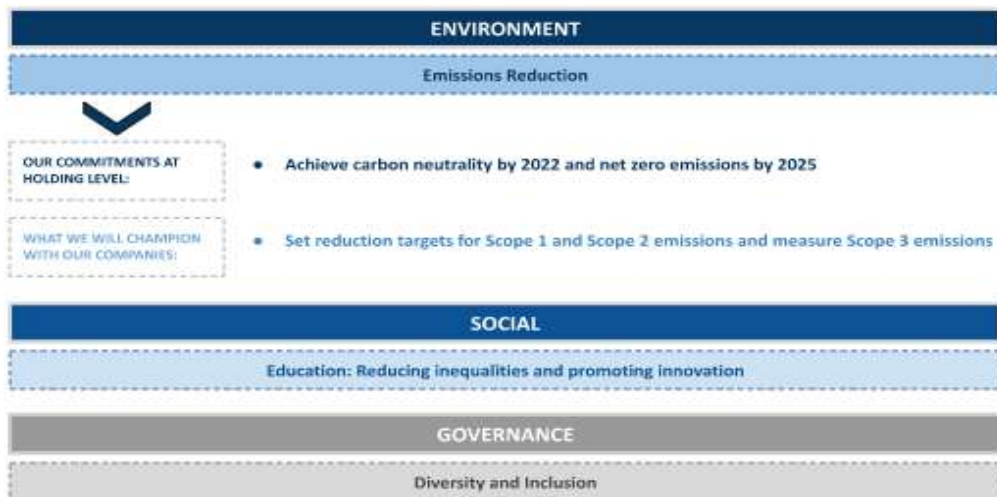 ENVIRONMENT
Emissions Reduction
OUR COMMITMENTS AT
HOLDING LEVEL:
• Achieve carbon neutrality by 2022 and net zero emissions by 2025
WHAT WE WILL CHAMPION
WITH OUR COMPANIES:
• Set reduction targets for Scope 1 and Scope 2 emissions and measure Scope 3 emissions
SOCIAL
Education: Reducing inequalities and promoting innovation
GOVERNANCE
Diversity and Inclusion